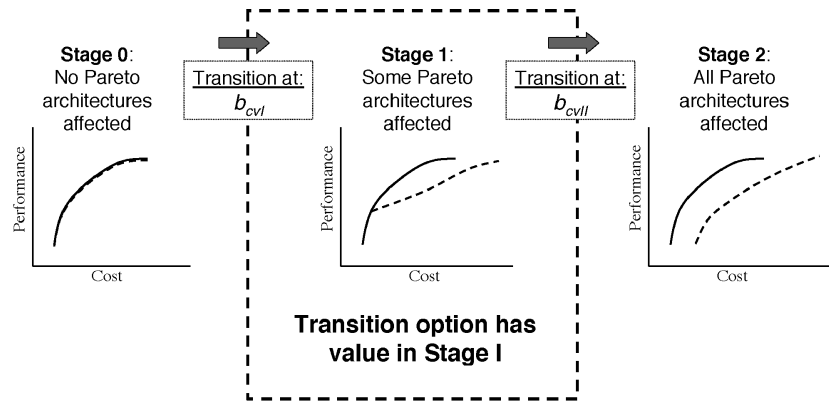 Stage 0:
No Pareto
architectures
affected
Transition at:
b_cvI
Stage 1:
Some Pareto
architectures
affected
Transition at:
b_cvII
Stage 2:
All Pareto
architectures
affected
Performance
Cost
Performance
Cost
Performance
Cost
Transition option has
value in Stage I